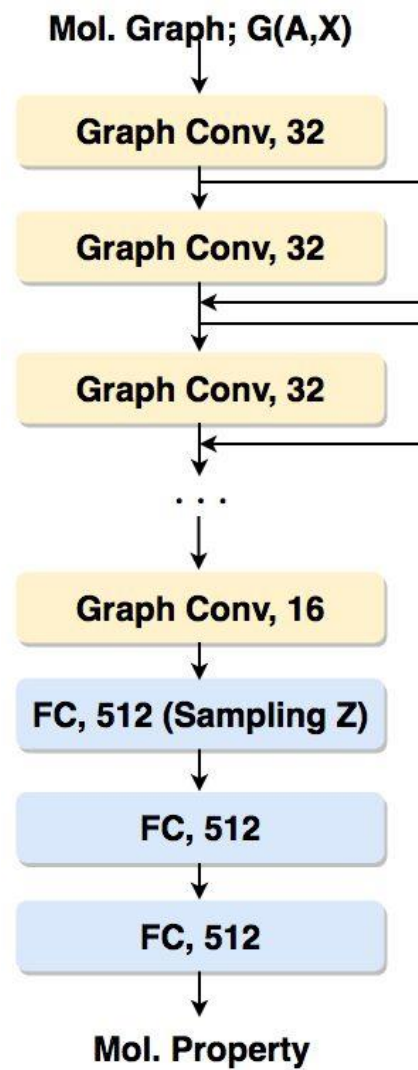 Mol. Graph; G(A,X)
Graph Conv, 32
Graph Conv, 32
Graph Conv, 32
. . .
Graph Conv, 16
FC, 512 (Sampling Z)
FC, 512
FC, 512
Mol. Property